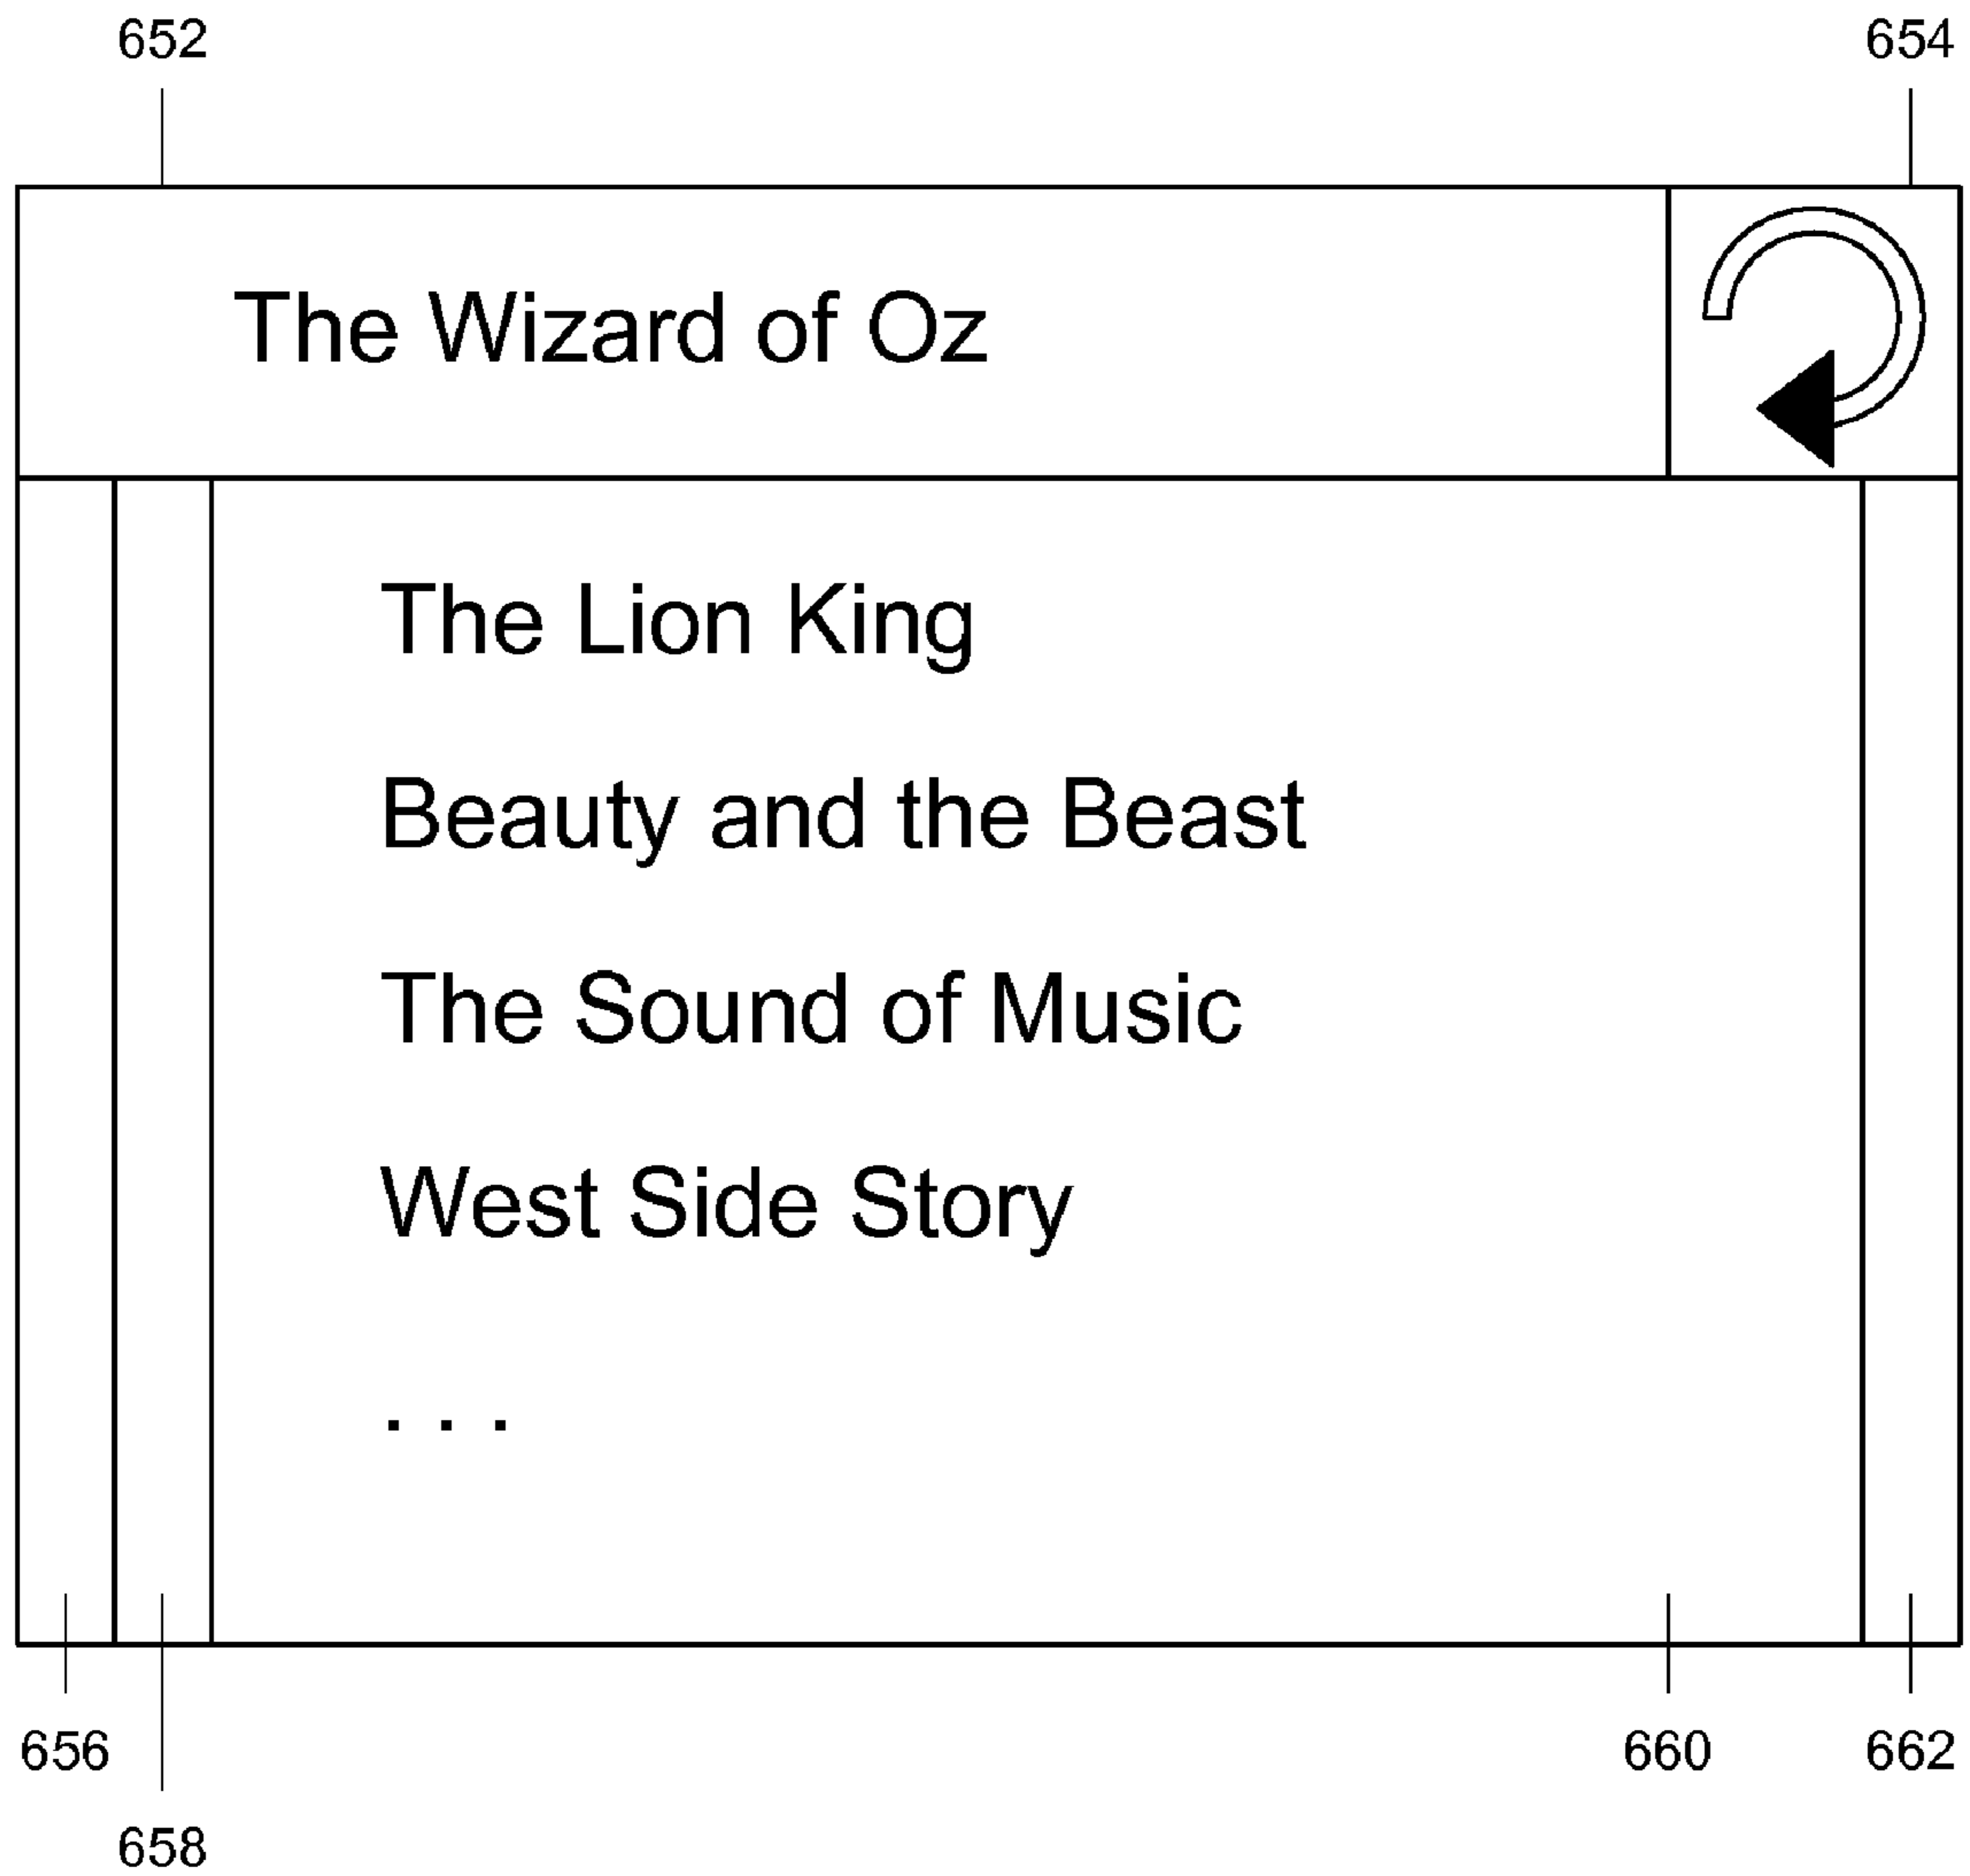 652 654
The Wizard of Oz
The Lion King
Beauty and the Beast
The Sound of Music
West Side Story
. . .
656 660 662
658